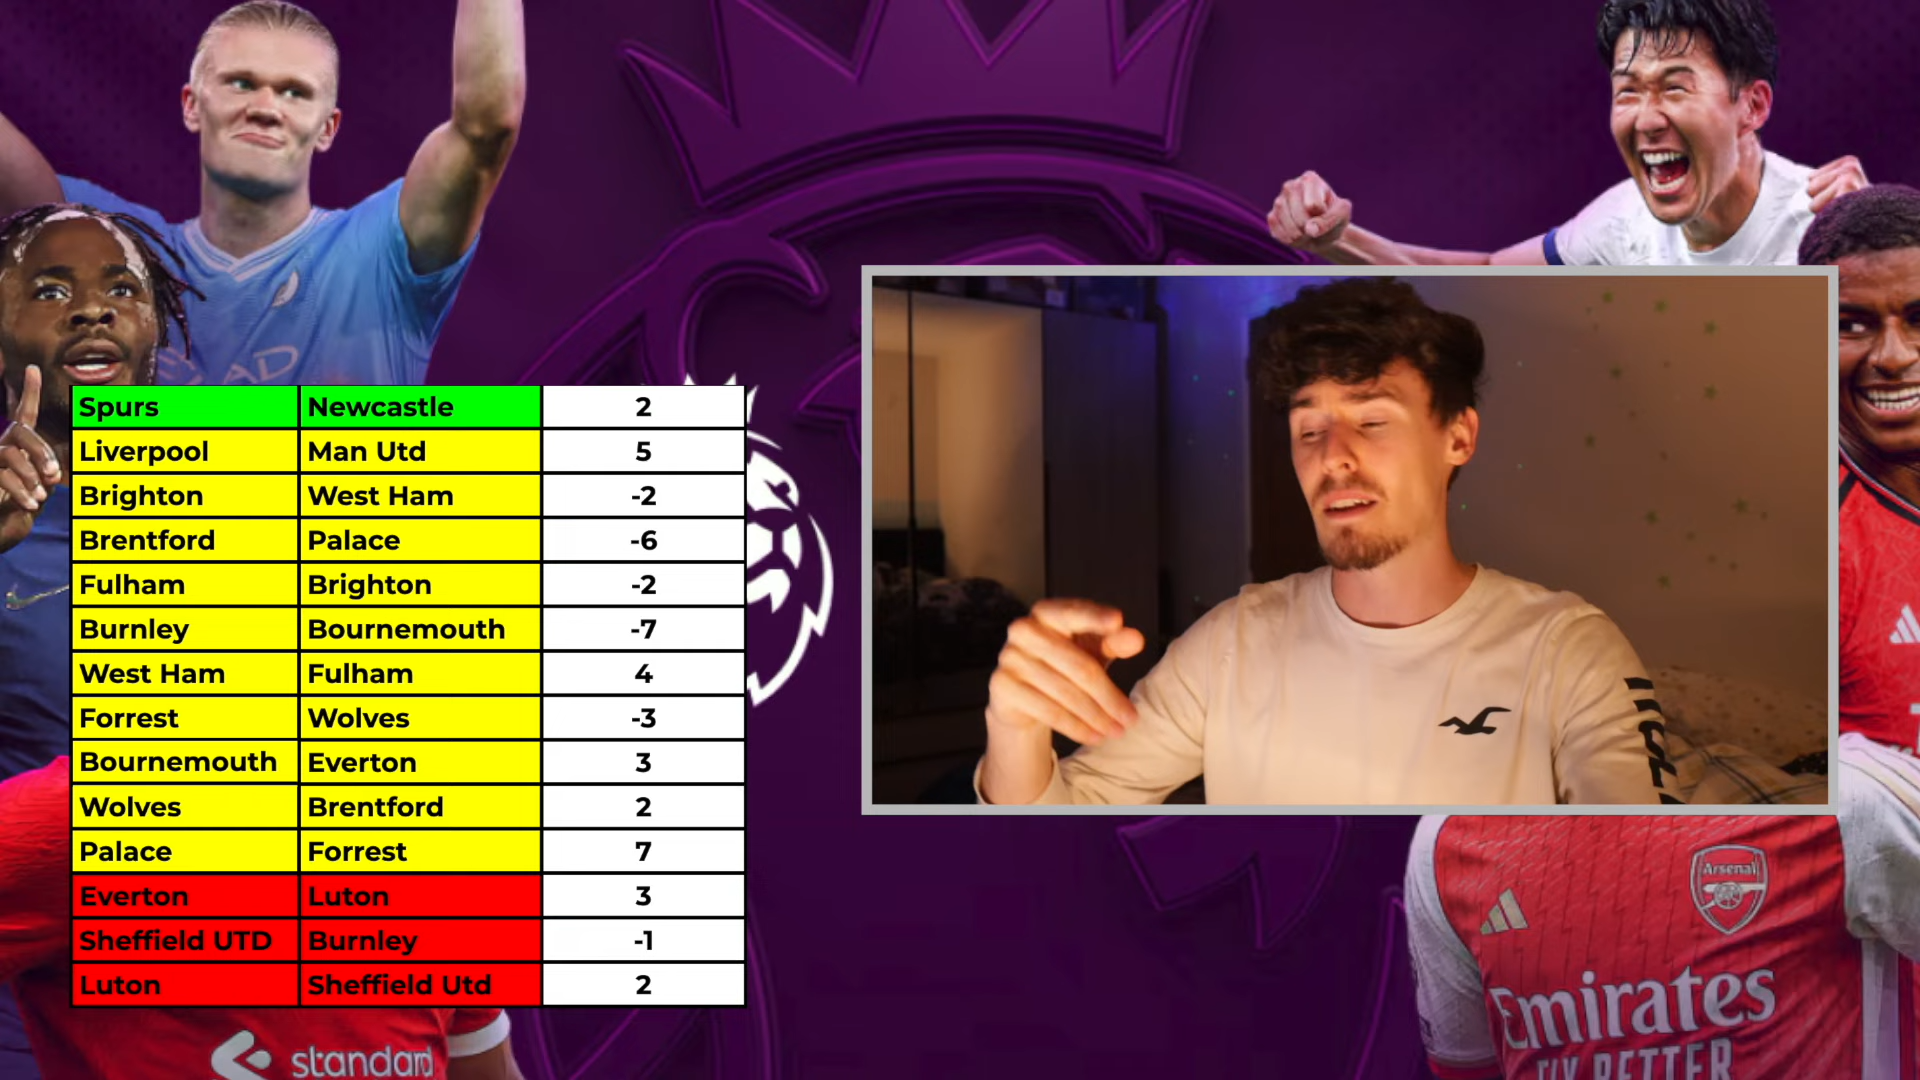 Spurs Newcastle 2
Liverpool Man Utd 5
Brighton West Ham -2
Brentford Palace -6
Fulham Brighton -2
Burnley Bournemouth -7
West Ham Fulham 4
Forrest Wolves -3
Bournemouth Everton 3
Wolves Brentford 2
Palace Forrest 7
Everton Luton 3
Sheffield UTD Burnley -1
Luton Sheffield Utd 2
Arsenal
Emirates
FLY BETTER
standard